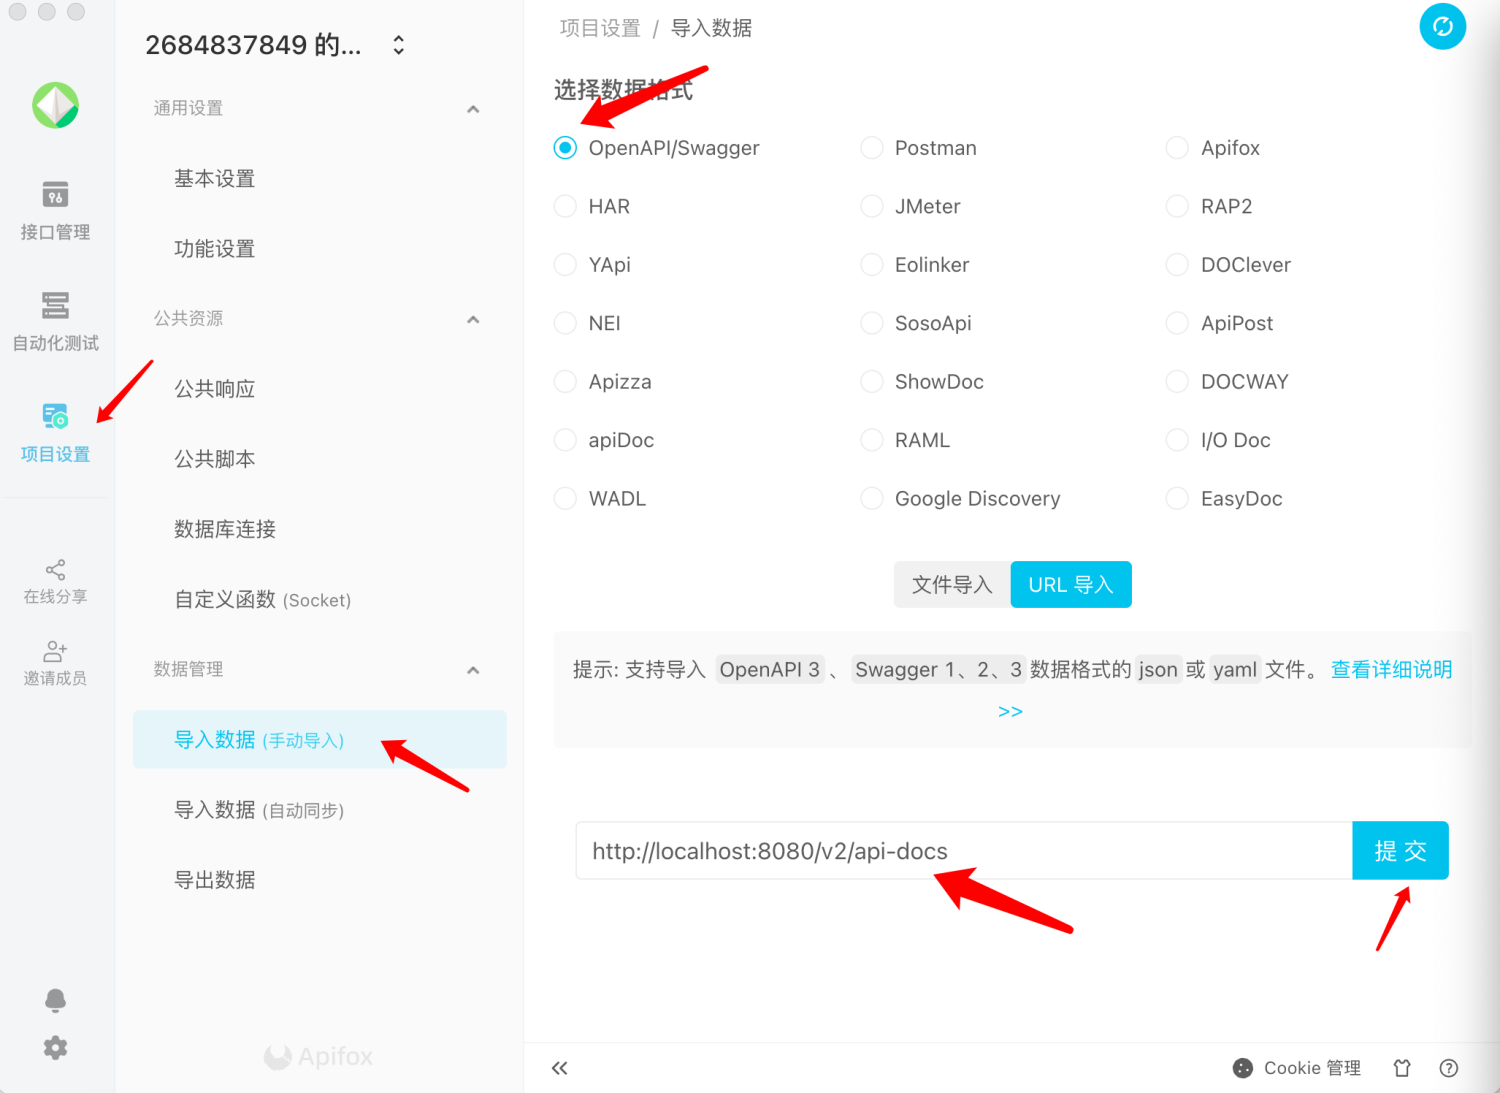 2684837849 的...
通用设置
基本设置
功能设置
公共资源
公共响应
公共脚本
数据库连接
自定义函数 (Socket)
数据管理
导入数据 (手动导入)
导入数据 (自动同步)
导出数据
Apifox
接口管理
自动化测试
项目设置
在线分享
邀请成员
项目设置 / 导入数据
选择数据格式
OpenAPI/Swagger Postman Apifox
HAR JMeter RAP2
YApi Eolinker DOClever
NEI SosoApi ApiPost
Apizza ShowDoc DOCWAY
apiDoc RAML I/O Doc
WADL Google Discovery EasyDoc
文件导入 URL 导入
提示: 支持导入 OpenAPI 3 、 Swagger 1、2、3 数据格式的 json 或 yaml 文件。 查看详细说明
>>
http://localhost:8080/v2/api-docs 提 交
Cookie 管理